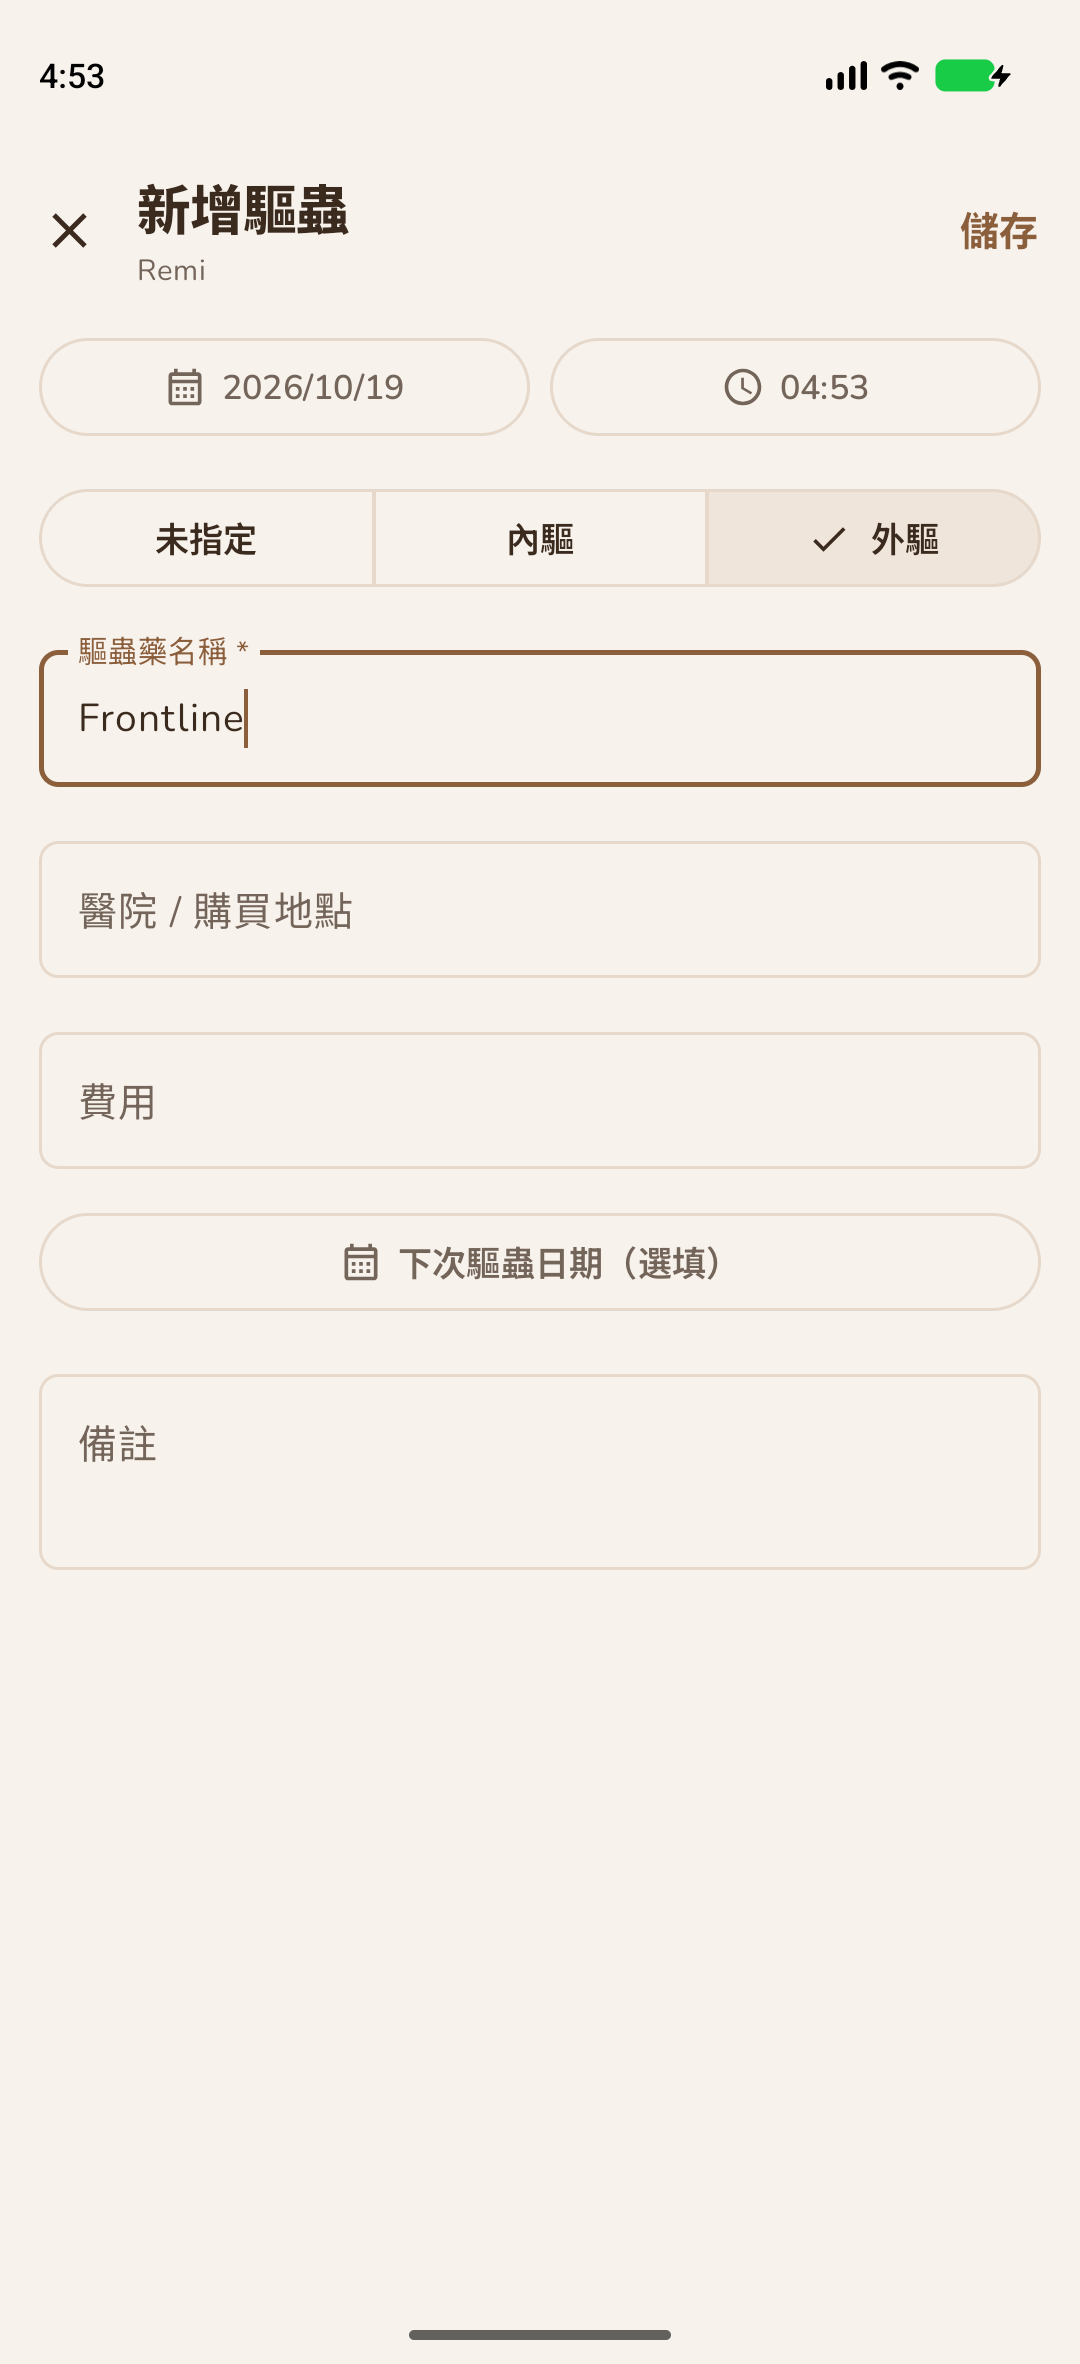 4:53
新增驅蟲
Remi
儲存
2026/10/19
04:53
未指定
內驅
外驅
驅蟲藥名稱 *
Frontline
醫院 / 購買地點
費用
下次驅蟲日期（選填）
備註